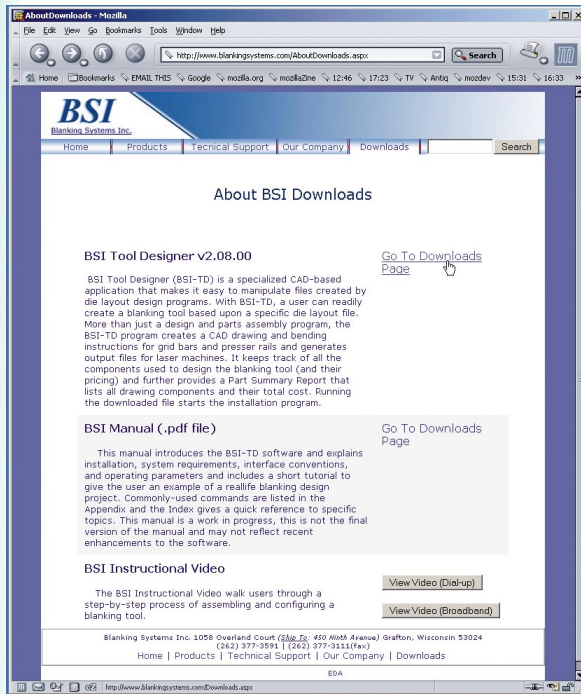 AboutDownloads - Mozilla
File Edit View Go Bookmarks Tools Window Help
http://www.blankingsystems.com/AboutDownloads.aspx Search
Home Bookmarks EMAIL THIS Google mozilla.org mozillaZine 12:46 17:23 TV Antiq mozdev 15:31 16:33
BSI
Blanking Systems Inc.
Home Products Tecnical Support Our Company Downloads Search
About BSI Downloads
BSI Tool Designer v2.08.00
Go To Downloads
Page
BSI Tool Designer (BSI-TD) is a specialized CAD-based
application that makes it easy to manipulate files created by
die layout design programs. With BSI-TD, a user can readily
create a blanking tool based upon a specific die layout file.
More than just a design and parts assembly program, the
BSI-TD program creates a CAD drawing and bending
instructions for grid bars and presser rails and generates
output files for laser machines. It keeps track of all the
components used to design the blanking tool (and their
pricing) and further provides a Part Summary Report that
lists all drawing components and their total cost. Running
the downloaded file starts the installation program.
BSI Manual (.pdf file)
Go To Downloads
Page
This manual introduces the BSI-TD software and explains
installation, system requirements, interface conventions,
and operating parameters and includes a short tutorial to
give the user an example of a reallife blanking design
project. Commonly-used commands are listed in the
Appendix and the Index gives a quick reference to specific
topics. This manual is a work in progress, this is not the final
version of the manual and may not reflect recent
enhancements to the software.
BSI Instructional Video
View Video (Dial-up)
The BSI Instructional Video walk users through a
step-by-step process of assembling and configuring a
blanking tool.
View Video (Broadband)
Blanking Systems Inc. 1058 Overland Court (Ship To: 450 Ninth Avenue) Grafton, Wisconsin 53024
(262) 377-3591 | (262) 377-3111(fax)
Home | Products | Technical Support | Our Company | Downloads
EDA
http://www.blankingsystems.com/Downloads.aspx